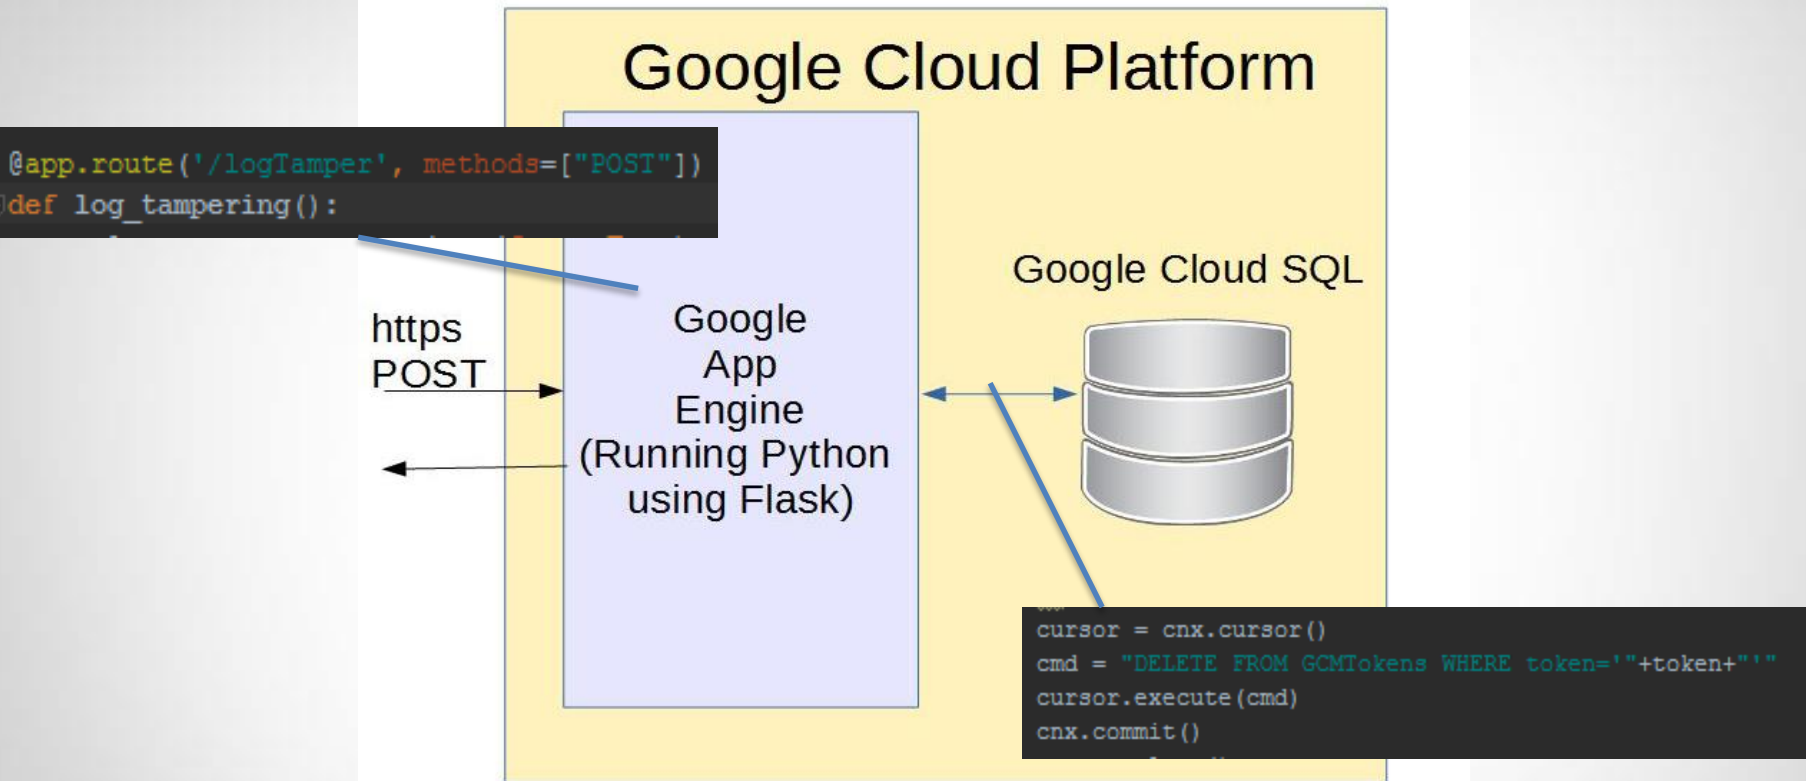 Google Cloud Platform
@app.route('/logTamper', methods=["POST"])
def log_tampering():
Google Cloud SQL
https
POST
Google
App
Engine
(Running Python
using Flask)
cursor = cnx.cursor()
cmd = "DELETE FROM GCMTokens WHERE token='"+token+"'"
cursor.execute(cmd)
cnx.commit()